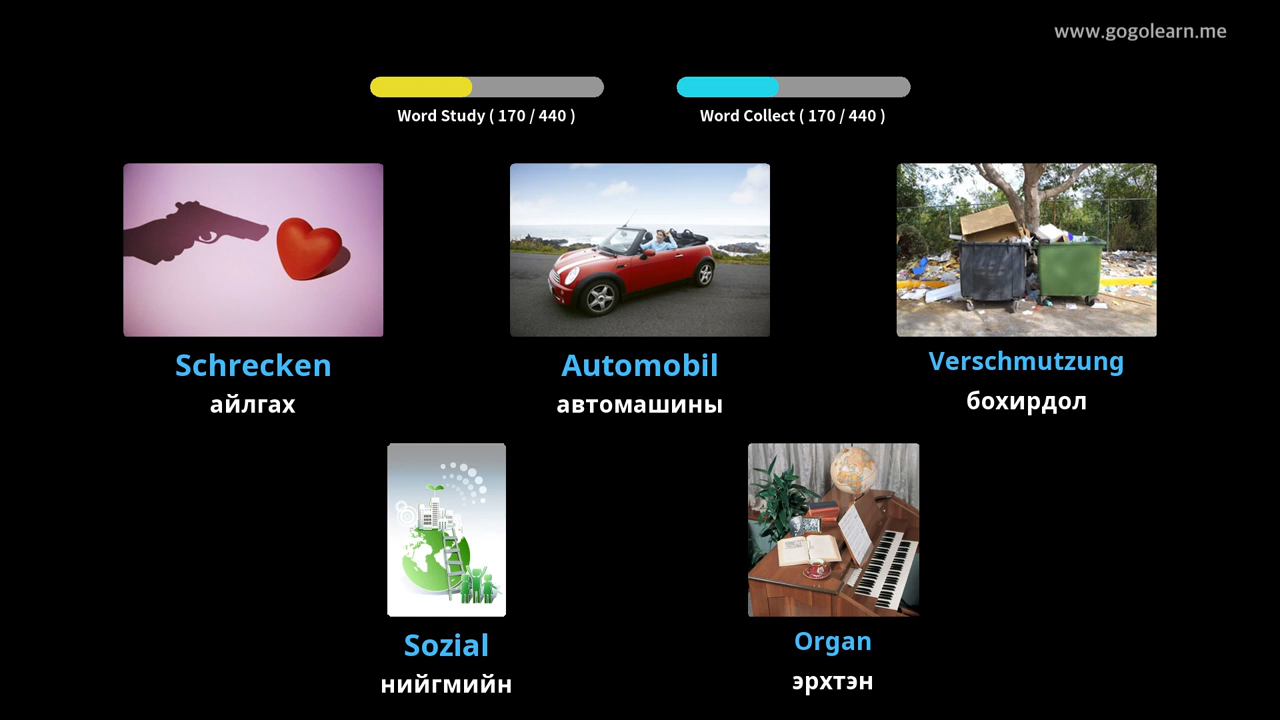 www.gogolearn.me
Word Study ( 170 / 440 )
Word Collect ( 170 / 440 )
Schrecken
айлгах
Automobil
автомашины
Verschmutzung
бохирдол
Sozial
нийгмийн
Organ
эрхтэн